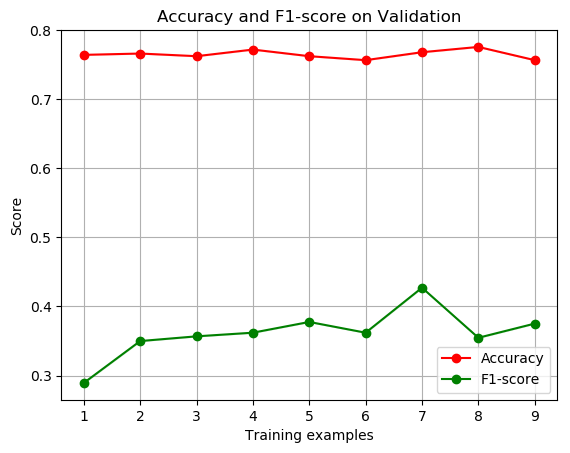 Accuracy and F1-score on Validation
Score
0.8
0.7
0.6
0.5
0.4
0.3
1 2 3 4 5 6 7 8 9
Training examples
Accuracy
F1-score